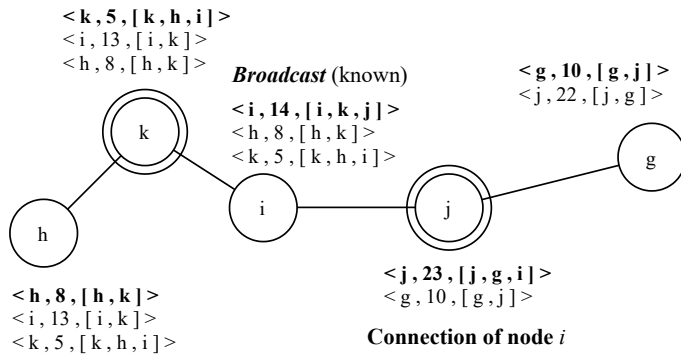 < k , 5 , [ k , h , i ] >
< i , 13 , [ i , k ] >
< h , 8 , [ h , k ] >
Broadcast (known)
< i , 14 , [ i , k , j ] >
< h , 8 , [ h , k ] >
< k , 5 , [ k , h , i ] >
< g , 10 , [ g , j ] >
< j , 22 , [ j , g ] >
k
g
h
i
j
< h , 8 , [ h , k ] >
< i , 13 , [ i , k ] >
< k , 5 , [ k , h , i ] >
< j , 23 , [ j , g , i ] >
< g , 10 , [ g , j ] >
Connection of node i